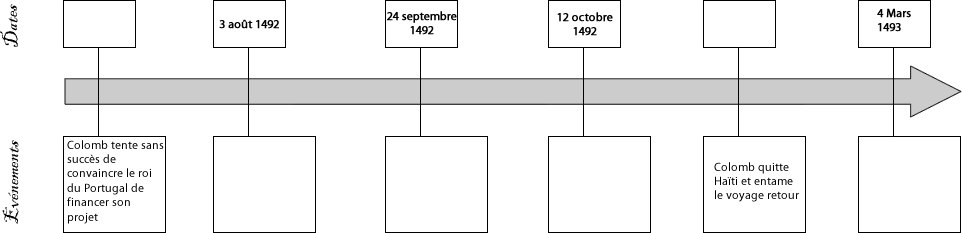 Dates
3 août 1492
24 septembre
1492
12 octobre
1492
4 Mars
1493
Événements
Colomb tente sans
succès de
convaincre le roi
du Portugal de
financer son
projet
Colomb quitte
Haïti et entame
le voyage retour